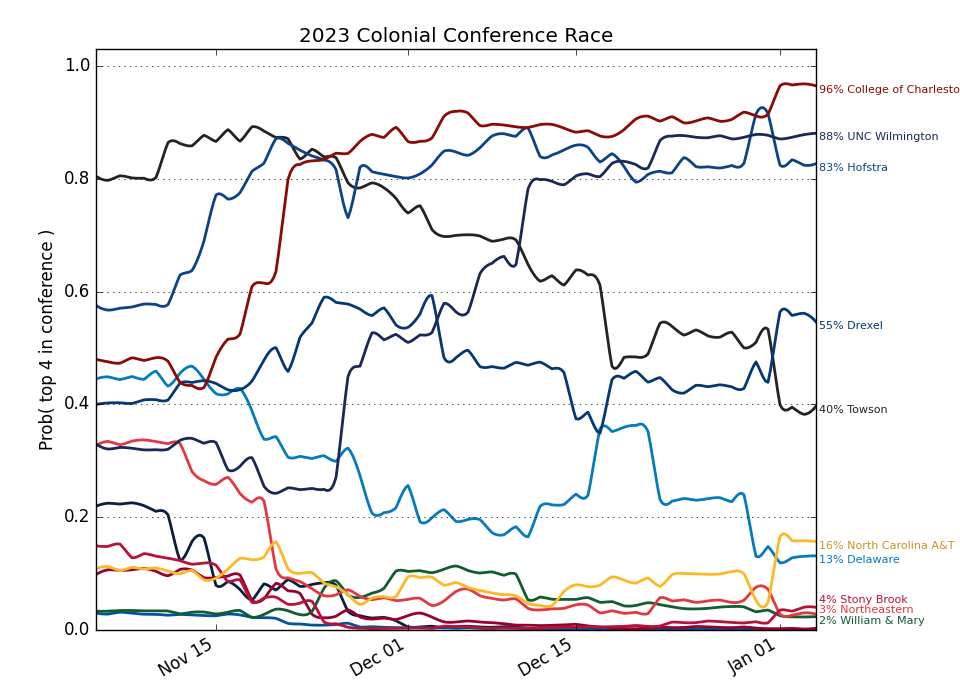 2023 Colonial Conference Race
Prob( top 4 in conference )
1.0
0.8
0.6
0.4
0.2
0.0
Nov 15
Dec 01
Dec 15
Jan 01
96% College of Charlesto
88% UNC Wilmington
83% Hofstra
55% Drexel
40% Towson
16% North Carolina A&T
13% Delaware
4% Stony Brook
3% Northeastern
2% William & Mary